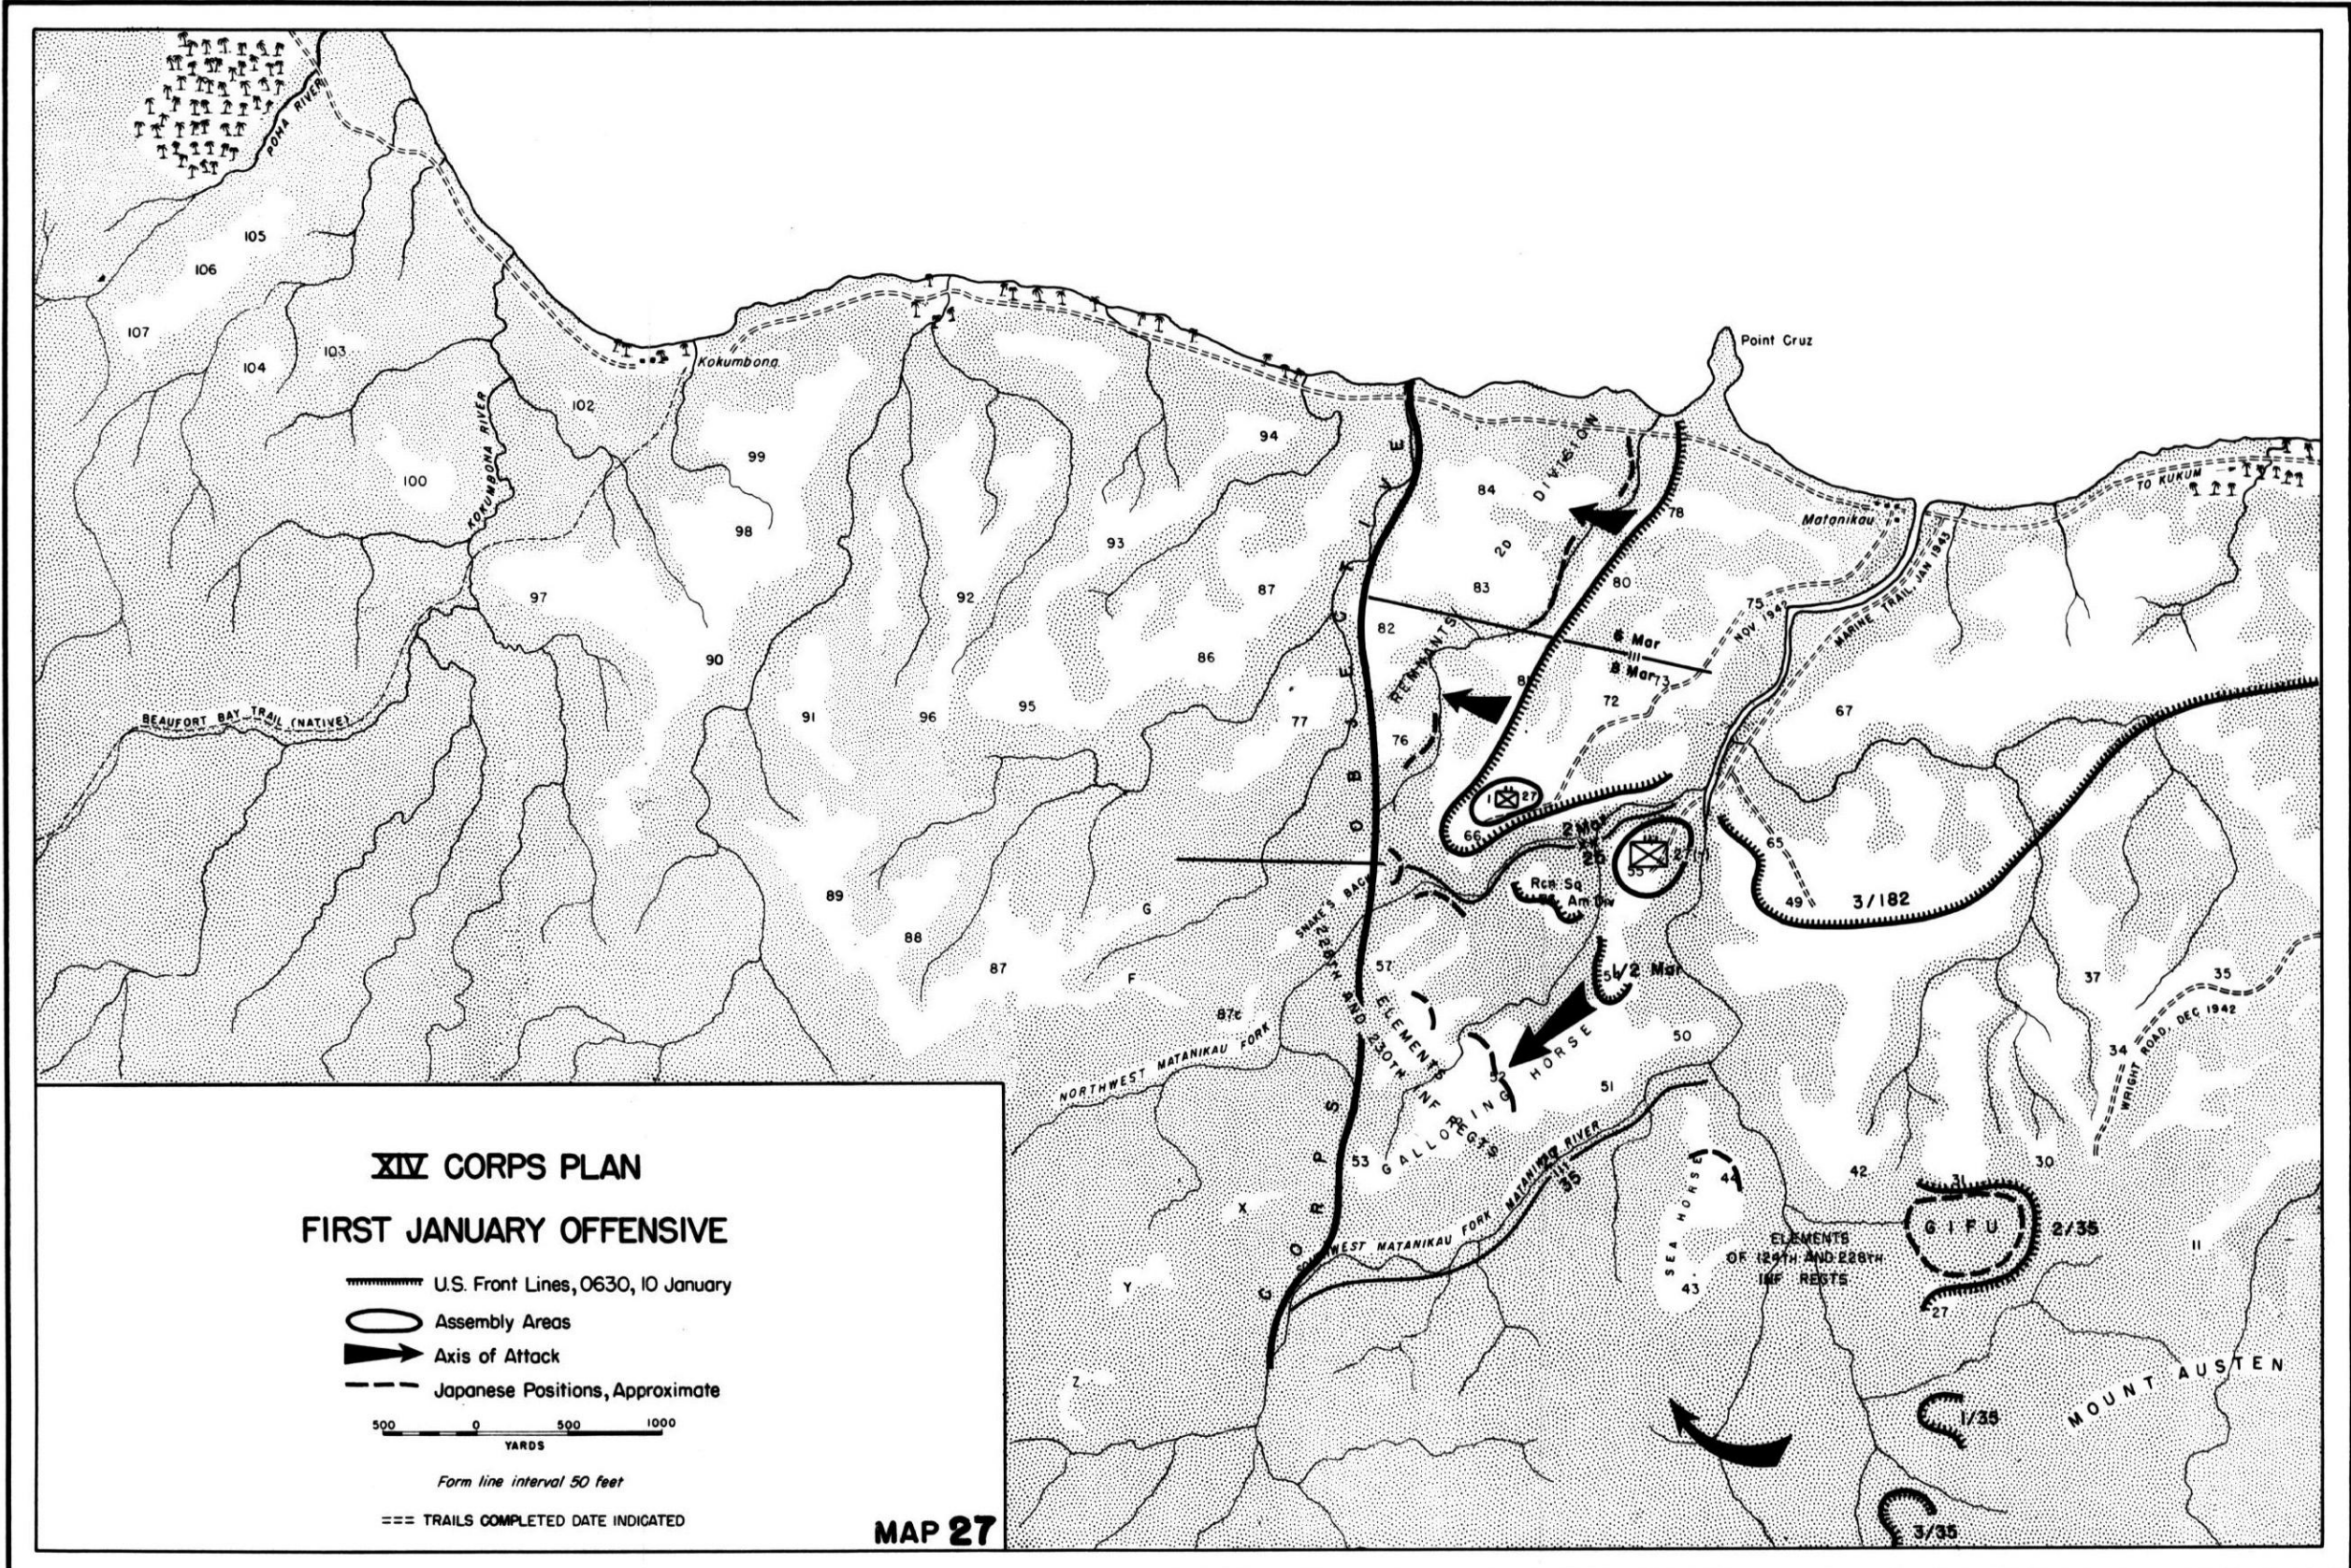 POHA RIVER
105
106
107
104
103
Kokumbona
102
100
KOKUMBONA RIVER
99
98
97
90
BEAUFORT BAY TRAIL (NATIVE)
94
93
92
87
86
95
96
91
77
89
88
87
G
F
87c
X
Y
Z
Point Cruz
84
2D DIVISION
REMNANTS
83
82
76
78
80
81
6 Mar
III
8 Mar
73
72
75
NOV 1942
Matanikau
MARINE TRAIL, JAN 1943
TO KUKUM
67
1
27
66
2 Mar
25
55
Rcn Sq
Am Div
65
49
3/182
SNAKE'S BACK
57
228TH AND 230TH INF REGTS
ELEMENTS
1/2 Mar
50
51
52
53
GALLOPING HORSE
NORTHWEST MATANIKAU FORK
MATANIKAU RIVER
27
35
SOUTHWEST MATANIKAU FORK
CORPS OBJECTIVE
37
35
34
WRIGHT ROAD, DEC 1942
30
42
31
GIFU
2/35
27
11
44
SEA HORSE
43
ELEMENTS
OF 124TH AND 228TH
INF REGTS
1/35
3/35
MOUNT AUSTEN
XIV CORPS PLAN
FIRST JANUARY OFFENSIVE
U.S. Front Lines, 0630, 10 January
Assembly Areas
Axis of Attack
Japanese Positions, Approximate
500 0 500 1000
YARDS
Form line interval 50 feet
=== TRAILS COMPLETED DATE INDICATED
MAP 27